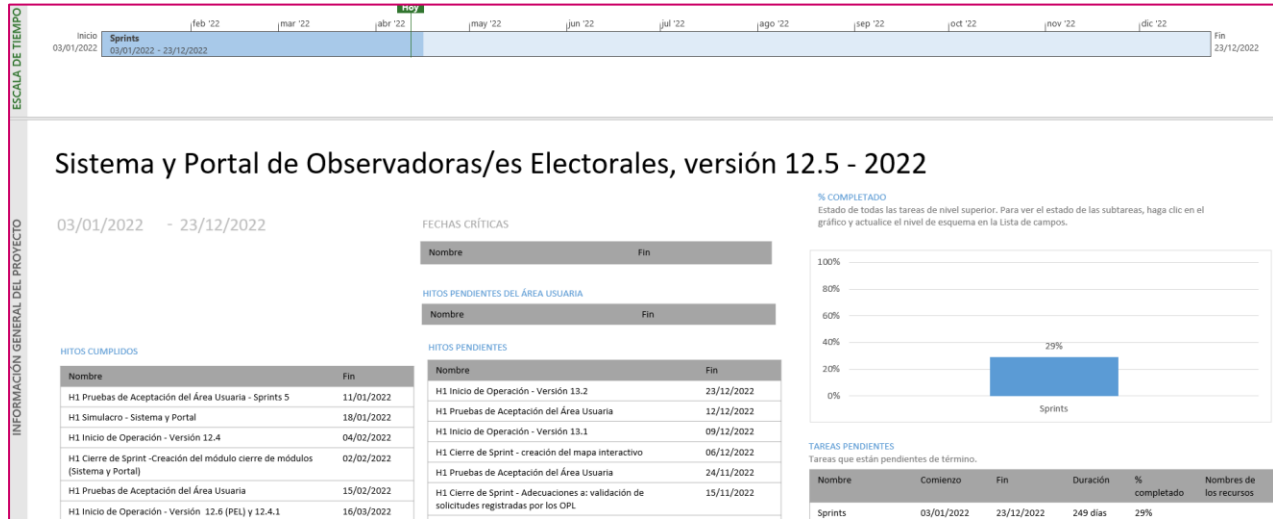 ESCALA DE TIEMPO
Hoy
feb '22 mar '22 abr '22 may '22 jun '22 jul '22 ago '22 sep '22 oct '22 nov '22 dic '22
Inicio
03/01/2022
Sprints
03/01/2022 - 23/12/2022
Fin
23/12/2022
INFORMACIÓN GENERAL DEL PROYECTO
Sistema y Portal de Observadoras/es Electorales, versión 12.5 - 2022
03/01/2022 - 23/12/2022
HITOS CUMPLIDOS
Nombre Fin
H1 Pruebas de Aceptación del Área Usuaria - Sprints 5 11/01/2022
H1 Simulacro - Sistema y Portal 18/01/2022
H1 Inicio de Operación - Versión 12.4 04/02/2022
H1 Cierre de Sprint -Creación del módulo cierre de módulos 02/02/2022
(Sistema y Portal)
H1 Pruebas de Aceptación del Área Usuaria 15/02/2022
H1 Inicio de Operación - Versión 12.6 (PEL) y 12.4.1 16/03/2022
FECHAS CRÍTICAS
Nombre Fin
HITOS PENDIENTES DEL ÁREA USUARIA
Nombre Fin
HITOS PENDIENTES
Nombre Fin
H1 Inicio de Operación - Versión 13.2 23/12/2022
H1 Pruebas de Aceptación del Área Usuaria 12/12/2022
H1 Inicio de Operación - Versión 13.1 09/12/2022
H1 Cierre de Sprint - creación del mapa interactivo 06/12/2022
H1 Pruebas de Aceptación del Área Usuaria 24/11/2022
H1 Cierre de Sprint - Adecuaciones a: validación de 15/11/2022
solicitudes registradas por los OPL
% COMPLETADO
Estado de todas las tareas de nivel superior. Para ver el estado de las subtareas, haga clic en el
gráfico y actualice el nivel de esquema en la Lista de campos.
100%
80%
60%
40%
20%
0%
29%
Sprints
TAREAS PENDIENTES
Tareas que están pendientes de término.
Nombre Comienzo Fin Duración % completado Nombres de los recursos
Sprints 03/01/2022 23/12/2022 249 días 29%